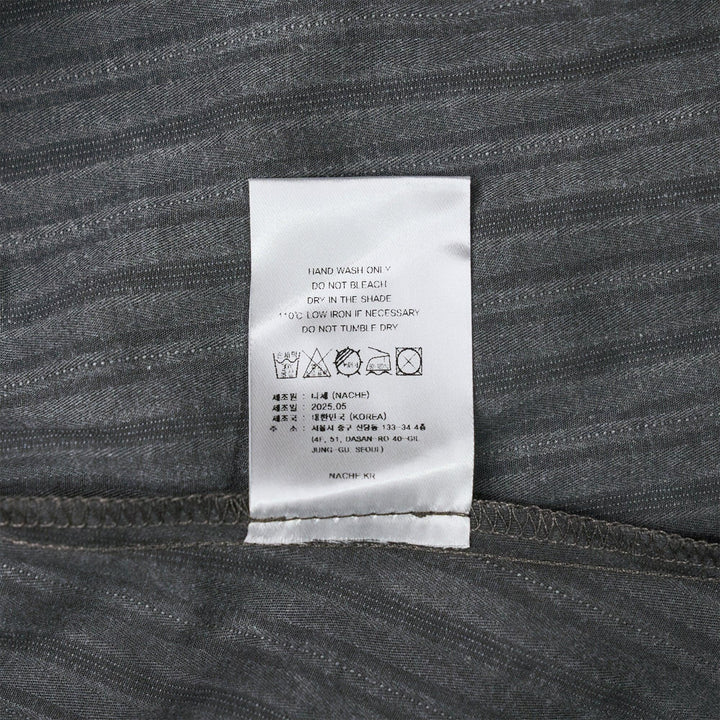 HAND WASH ONLY
DO NOT BLEACH
DRY IN THE SHADE
110℃ LOW IRON IF NECESSARY
DO NOT TUMBLE DRY
손세탁
제조원 : 니체 (NACHE)
제조일 : 2025.05
제조국 : 대한민국 (KOREA)
주 소 : 서울시 중구 신당동 133-34 4층
(4F, 51, DASAN-RO 40-GIL
JUNG-GU, SEOUL)
NACHE.KR